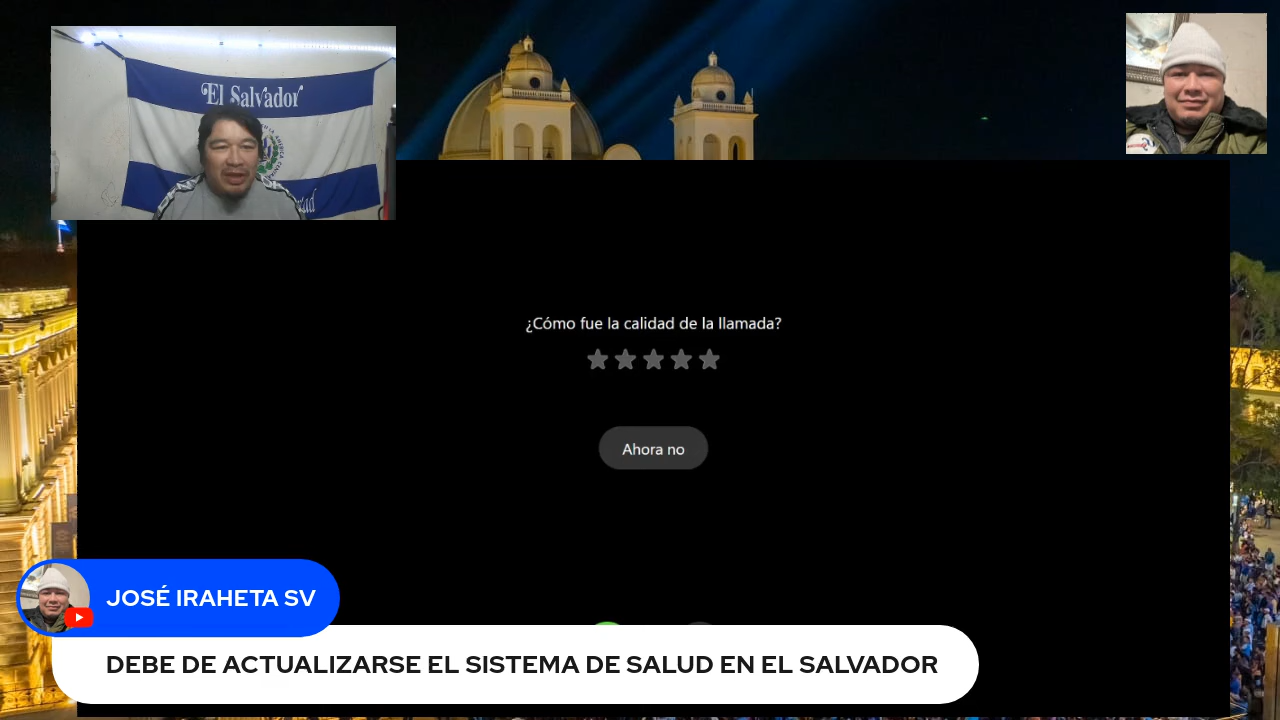 El Salvador
¿Cómo fue la calidad de la llamada?
Ahora no
JOSÉ IRAHETA SV
DEBE DE ACTUALIZARSE EL SISTEMA DE SALUD EN EL SALVADOR